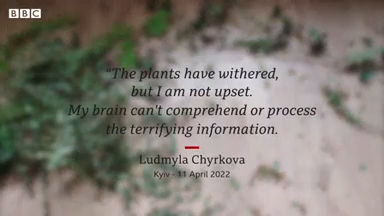 BBC
"The plants have withered,
but I am not upset.
My brain can't comprehend or process
the terrifying information.
Ludmyla Chyrkova
Kyiv - 11 April 2022